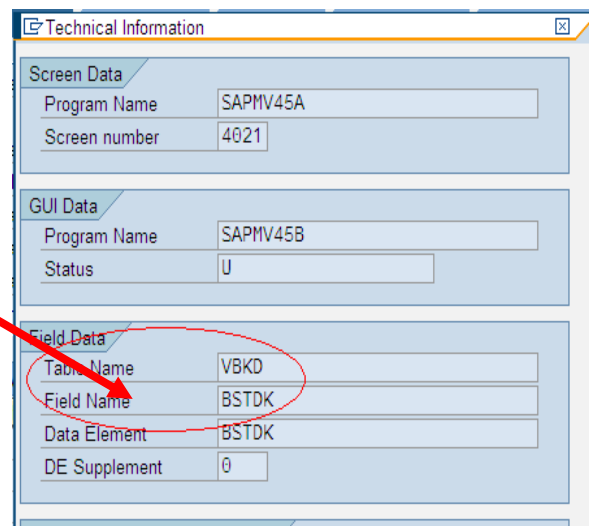 Technical Information
Screen Data
Program Name SAPMV45A
Screen number 4021
GUI Data
Program Name SAPMV45B
Status U
Field Data
Table Name VBKD
Field Name BSTDK
Data Element BSTDK
DE Supplement 0